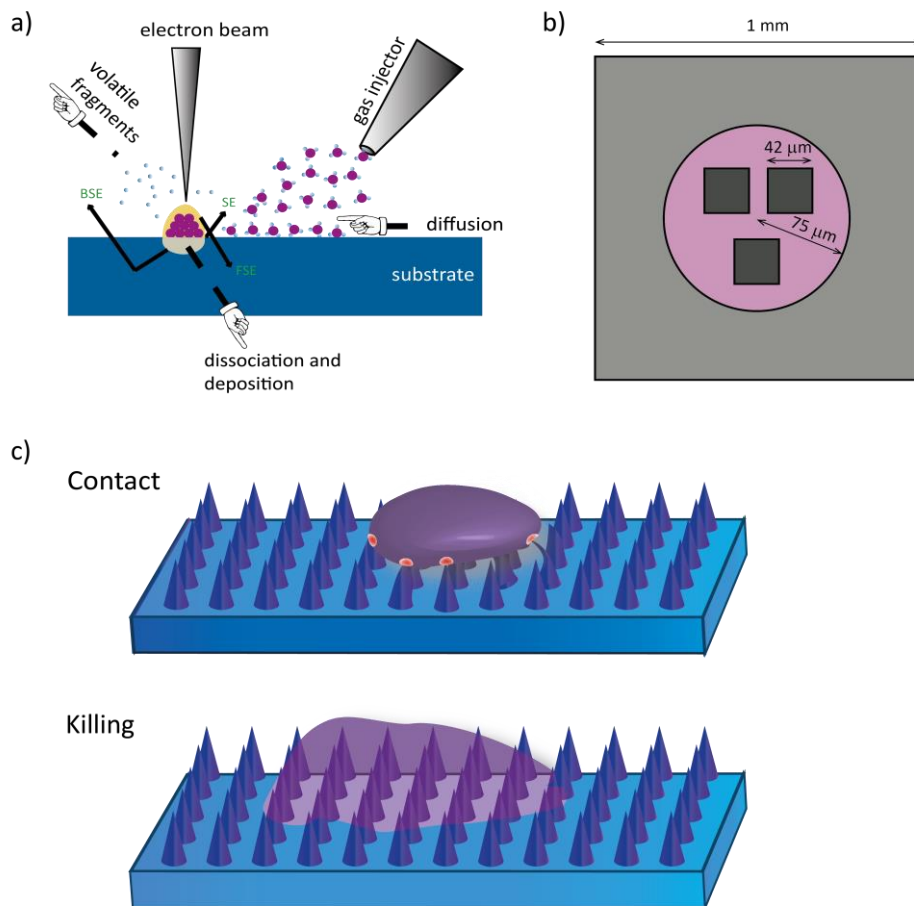 a)
electron beam
volatile
fragments
gas injector
BSE
SE
FSE
diffusion
substrate
dissociation and
deposition
b)
1 mm
42 μm
75 μm
c)
Contact
Killing